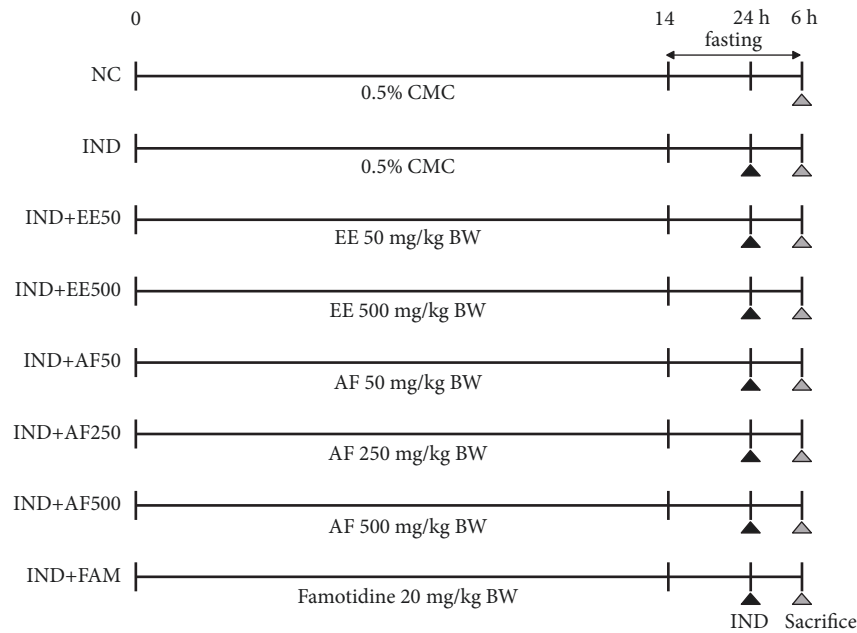 0 14 24 h 6 h
fasting
NC
0.5% CMC
IND
0.5% CMC
IND+EE50
EE 50 mg/kg BW
IND+EE500
EE 500 mg/kg BW
IND+AF50
AF 50 mg/kg BW
IND+AF250
AF 250 mg/kg BW
IND+AF500
AF 500 mg/kg BW
IND+FAM
Famotidine 20 mg/kg BW
IND Sacrifice